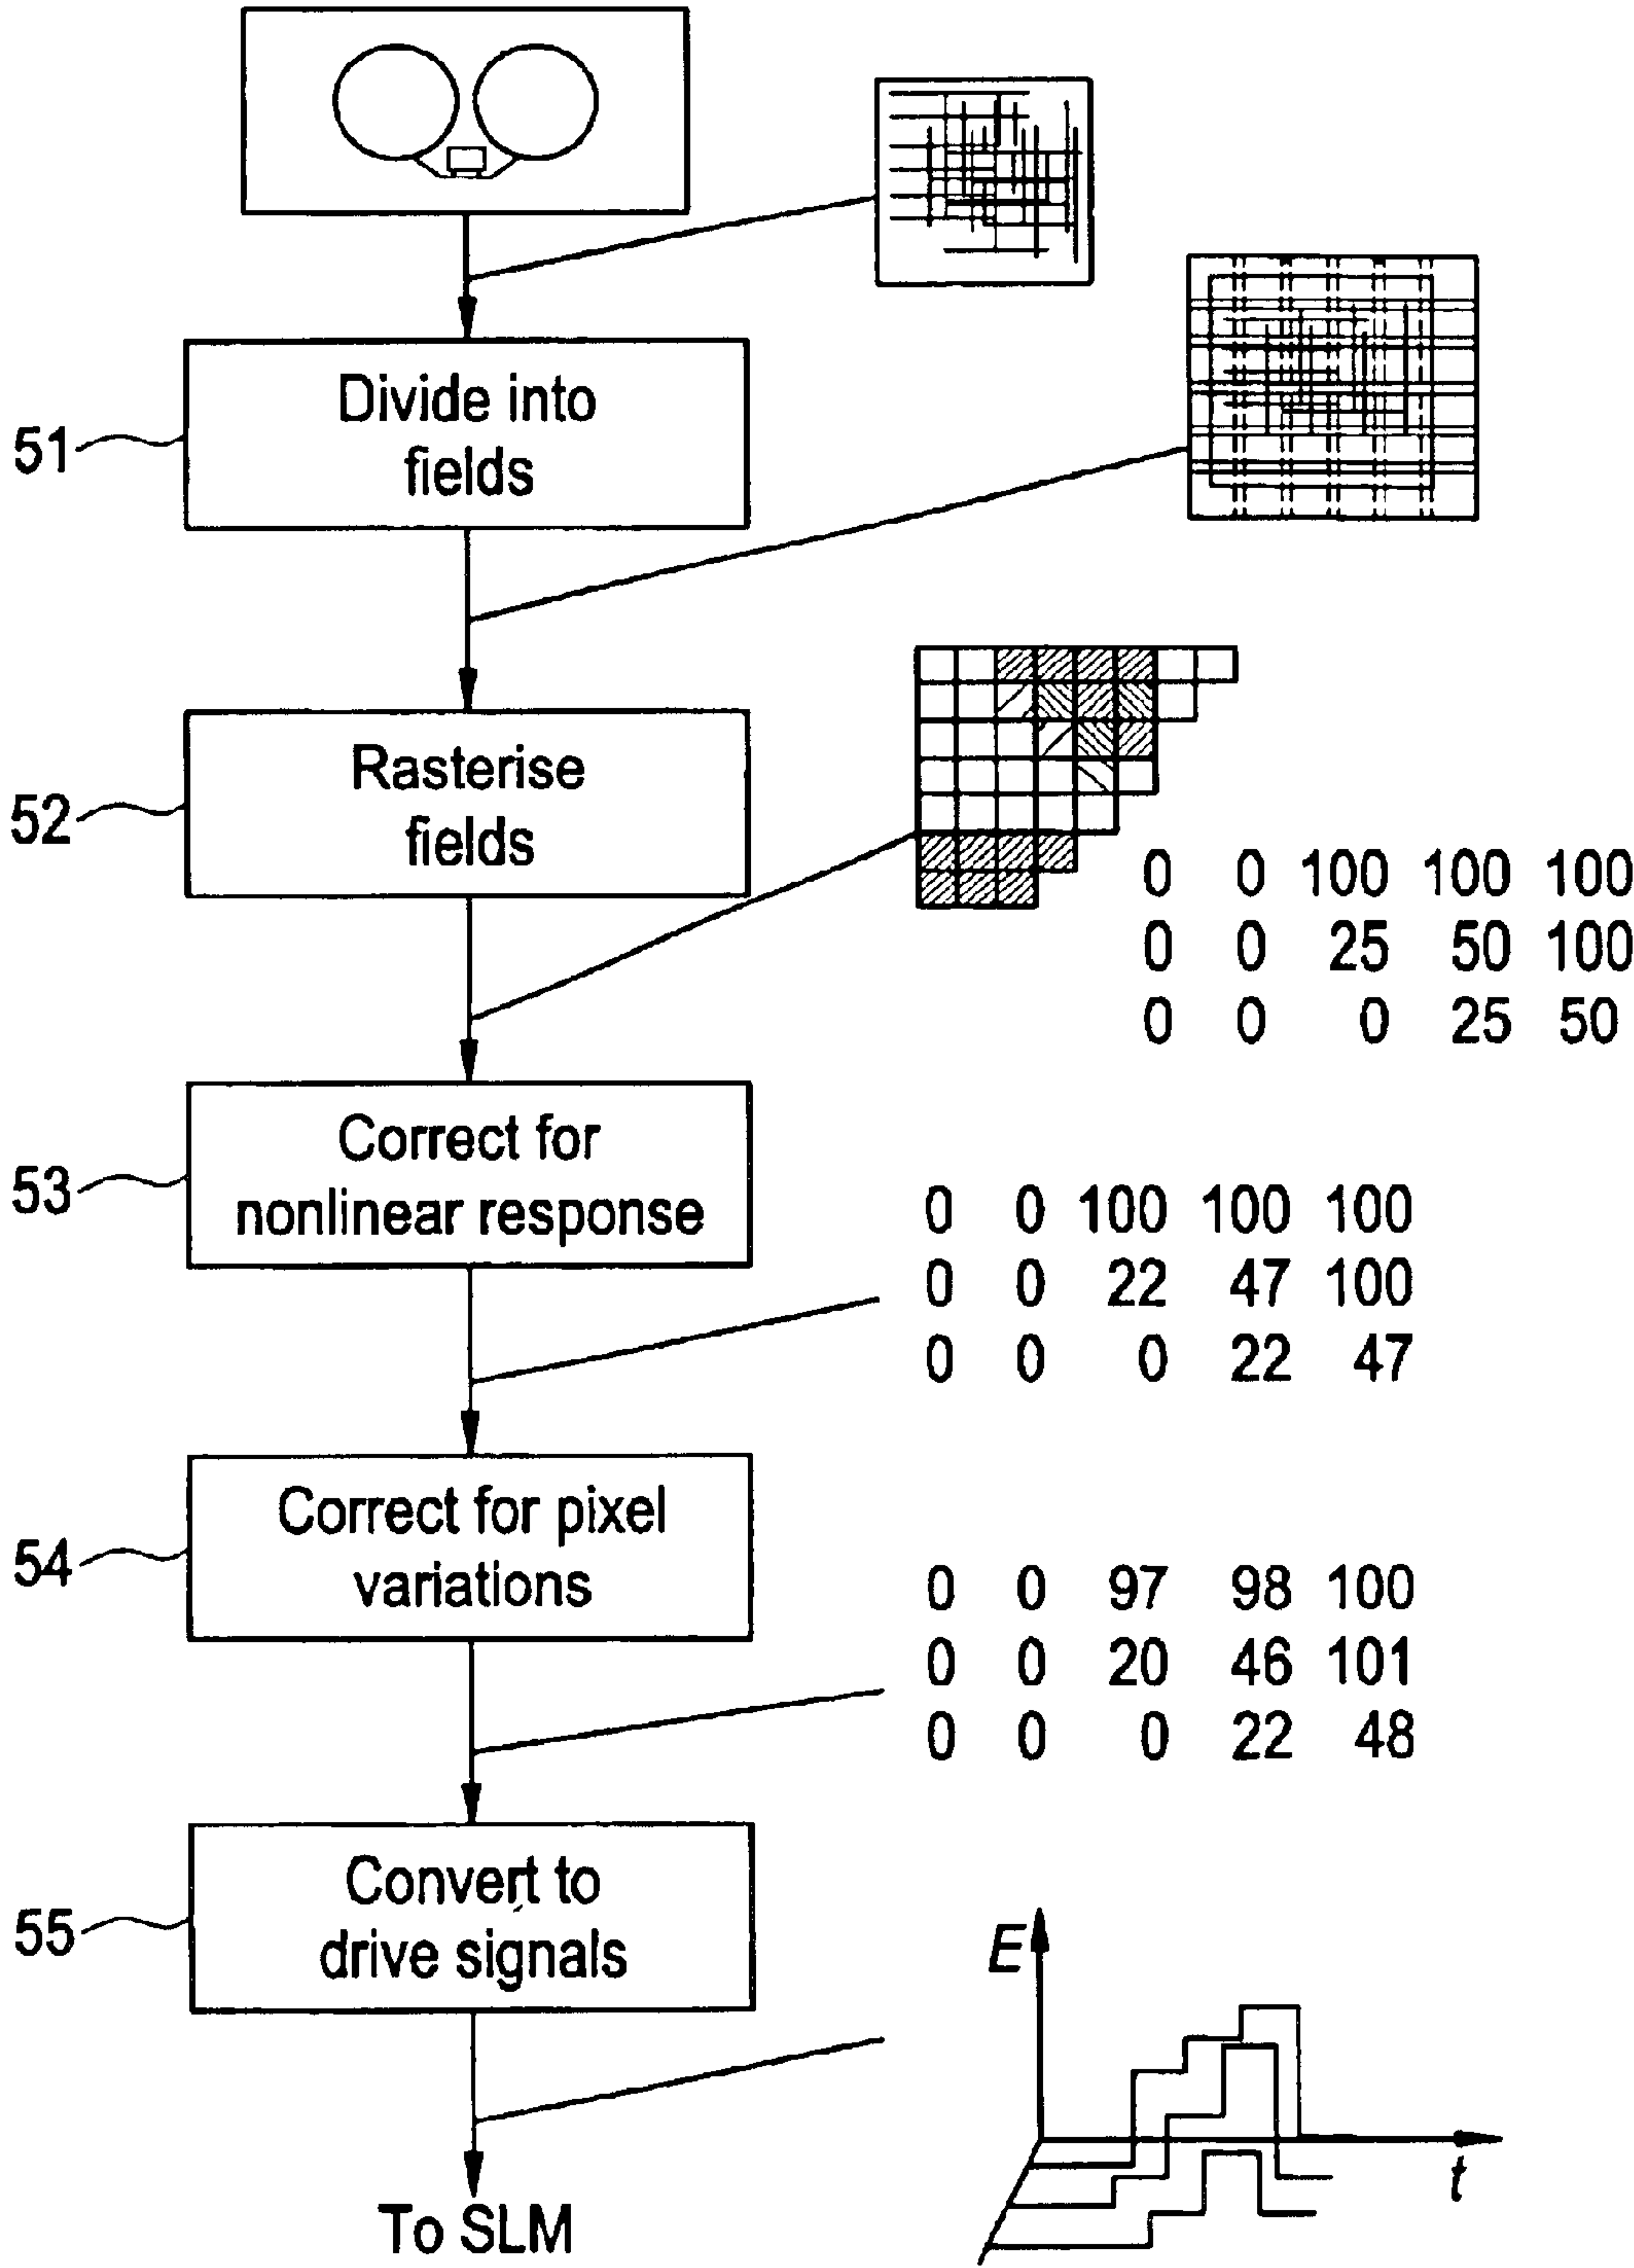 51
Divide into
fields
52
Rasterise
fields
0 0 100 100 100
0 0 25 50 100
0 0 0 25 50
53
Correct for
nonlinear response
0 0 100 100 100
0 0 22 47 100
0 0 0 22 47
54
Correct for pixel
variations
0 0 97 98 100
0 0 20 46 101
0 0 0 22 48
55
Convert to
drive signals
E
t
To SLM